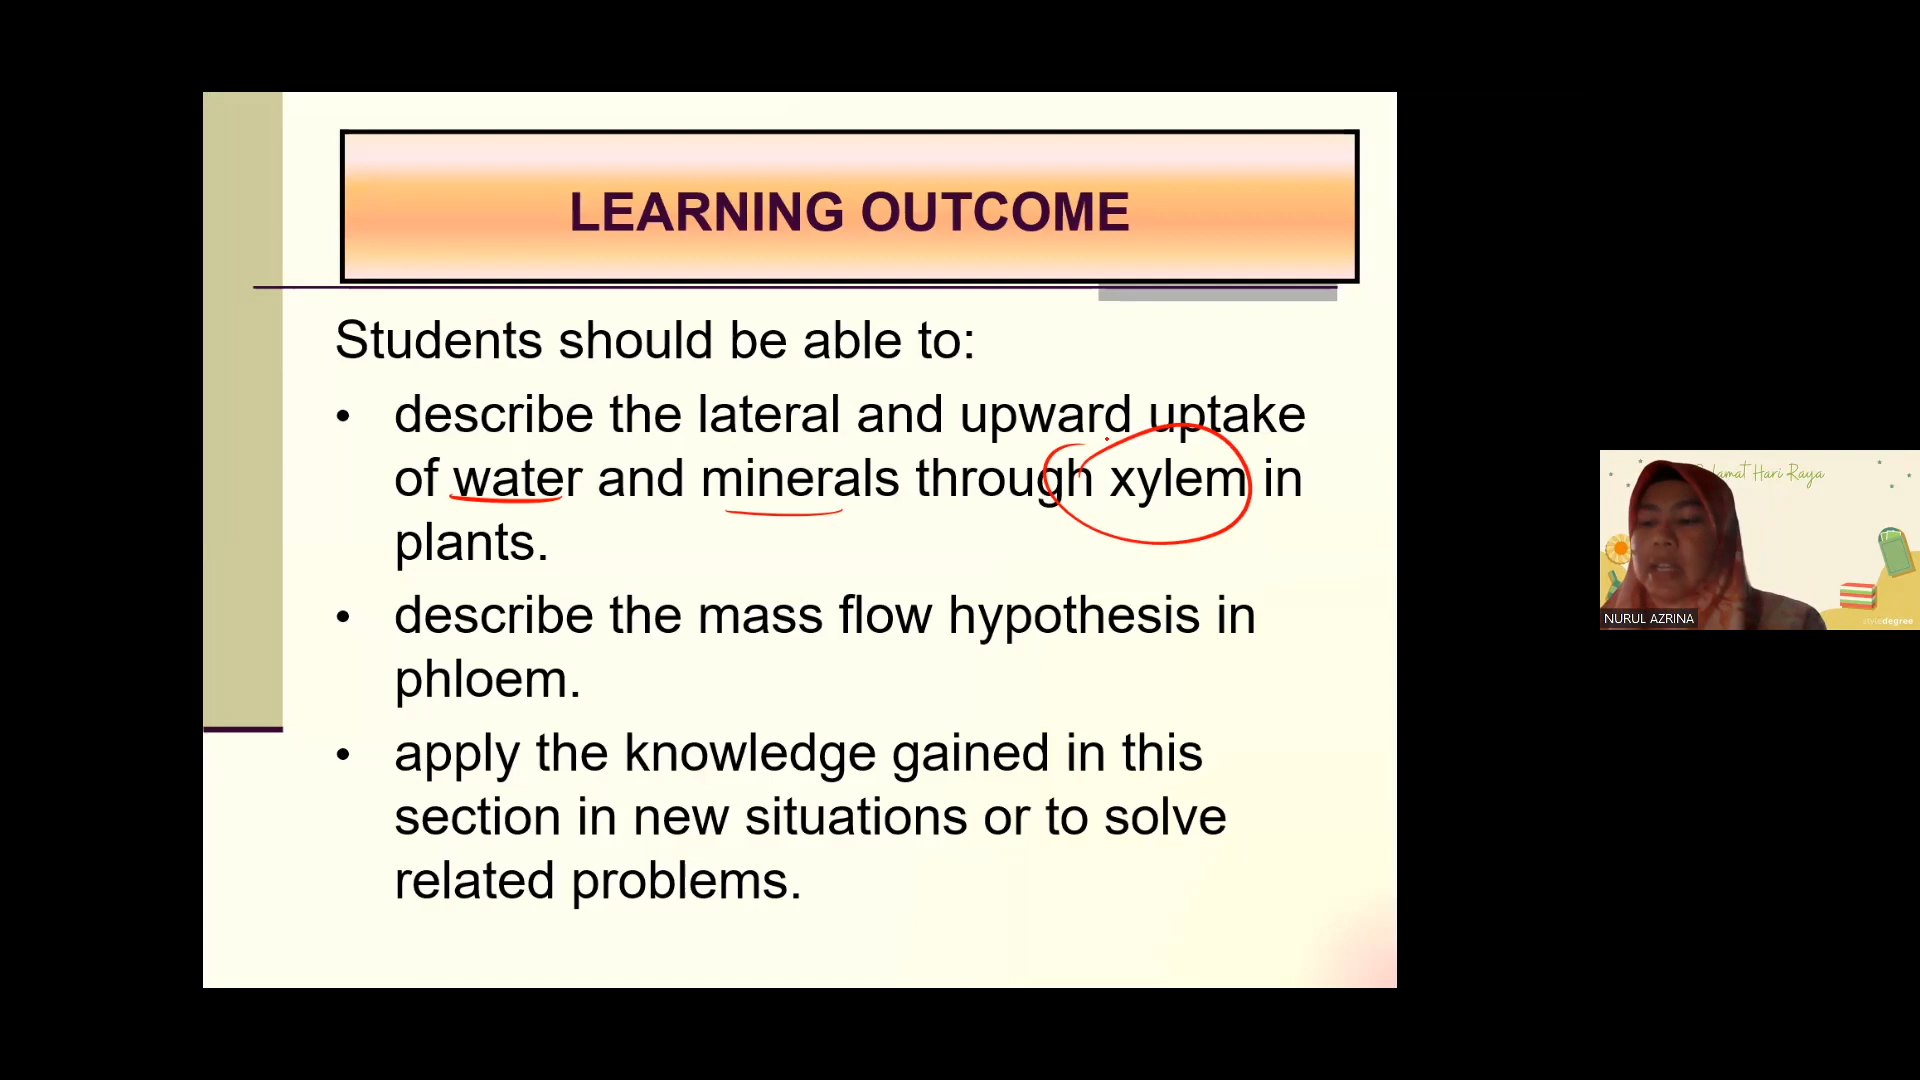 LEARNING OUTCOME
Students should be able to:
• describe the lateral and upward uptake
of water and minerals through xylem in
plants.
• describe the mass flow hypothesis in
phloem.
• apply the knowledge gained in this
section in new situations or to solve
related problems.
Hari Raya
NURUL AZRINA
styledegree